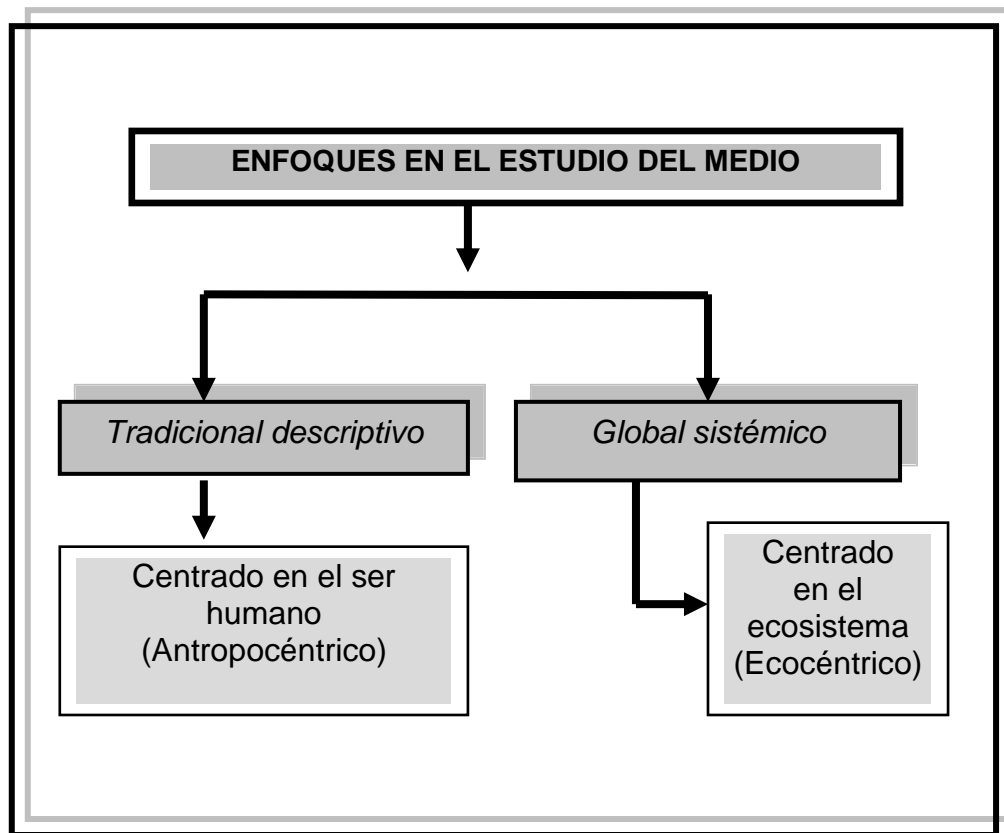 ENFOQUES EN EL ESTUDIO DEL MEDIO
Tradicional descriptivo
Global sistémico
Centrado en el ser
humano
(Antropocéntrico)
Centrado
en el
ecosistema
(Ecocéntrico)